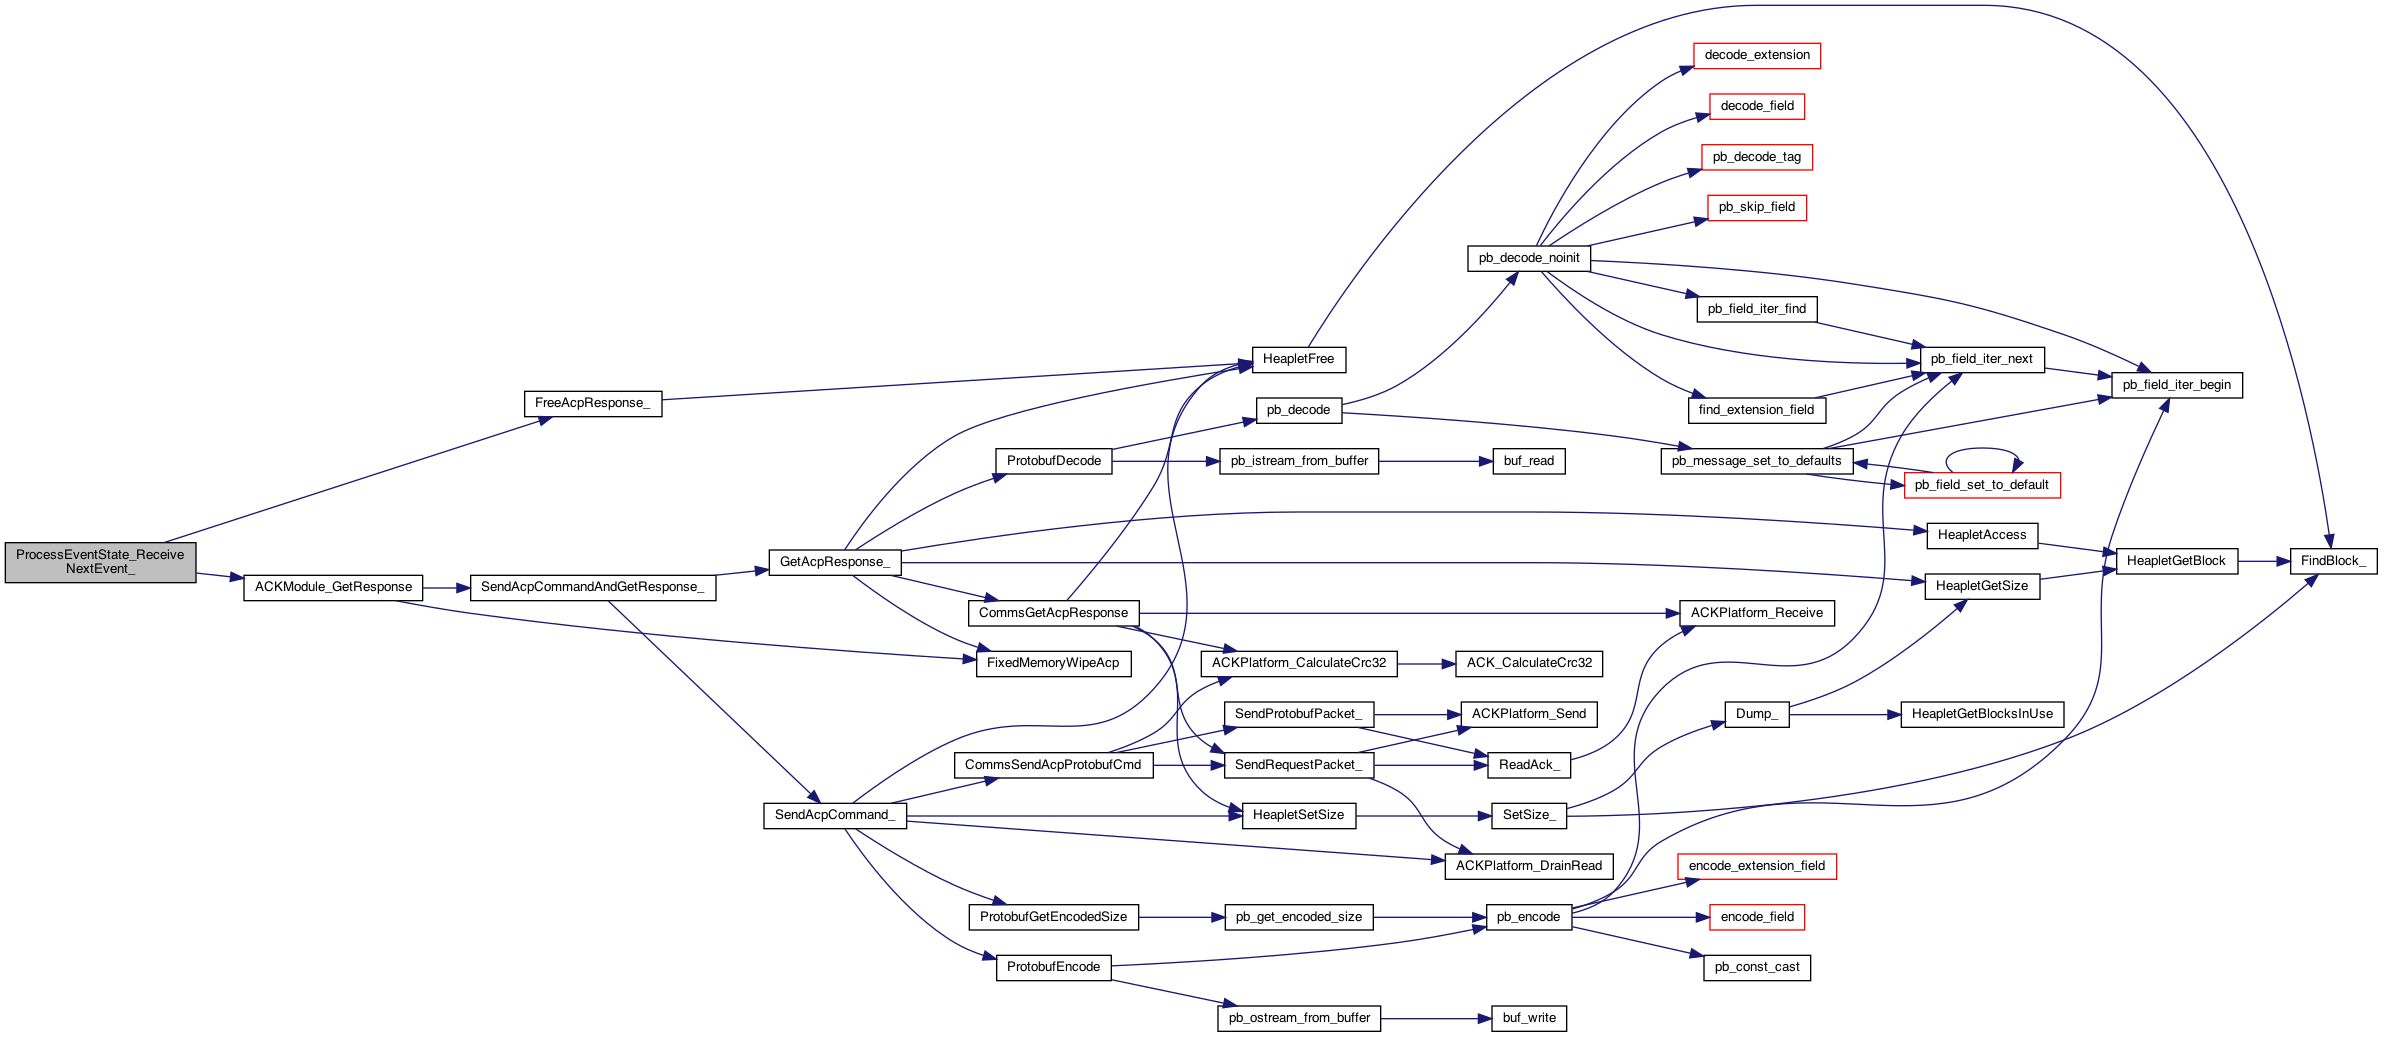 decode_extension
decode_field
pb_decode_tag
pb_skip_field
pb_decode_noinit
pb_field_iter_find
HeapletFree
pb_field_iter_next
pb_field_iter_begin
FreeAcpResponse_
pb_decode
find_extension_field
ProtobufDecode
pb_istream_from_buffer
buf_read
pb_message_set_to_defaults
pb_field_set_to_default
HeapletAccess
ProcessEventState_Receive
NextEvent_
GetAcpResponse_
HeapletGetBlock
FindBlock_
ACKModule_GetResponse
SendAcpCommandAndGetResponse_
HeapletGetSize
CommsGetAcpResponse
ACKPlatform_Receive
FixedMemoryWipeAcp
ACKPlatform_CalculateCrc32
ACK_CalculateCrc32
SendProtobufPacket_
ACKPlatform_Send
Dump_
HeapletGetBlocksInUse
CommsSendAcpProtobufCmd
SendRequestPacket_
ReadAck_
SendAcpCommand_
HeapletSetSize
SetSize_
ACKPlatform_DrainRead
encode_extension_field
ProtobufGetEncodedSize
pb_get_encoded_size
pb_encode
encode_field
ProtobufEncode
pb_const_cast
pb_ostream_from_buffer
buf_write